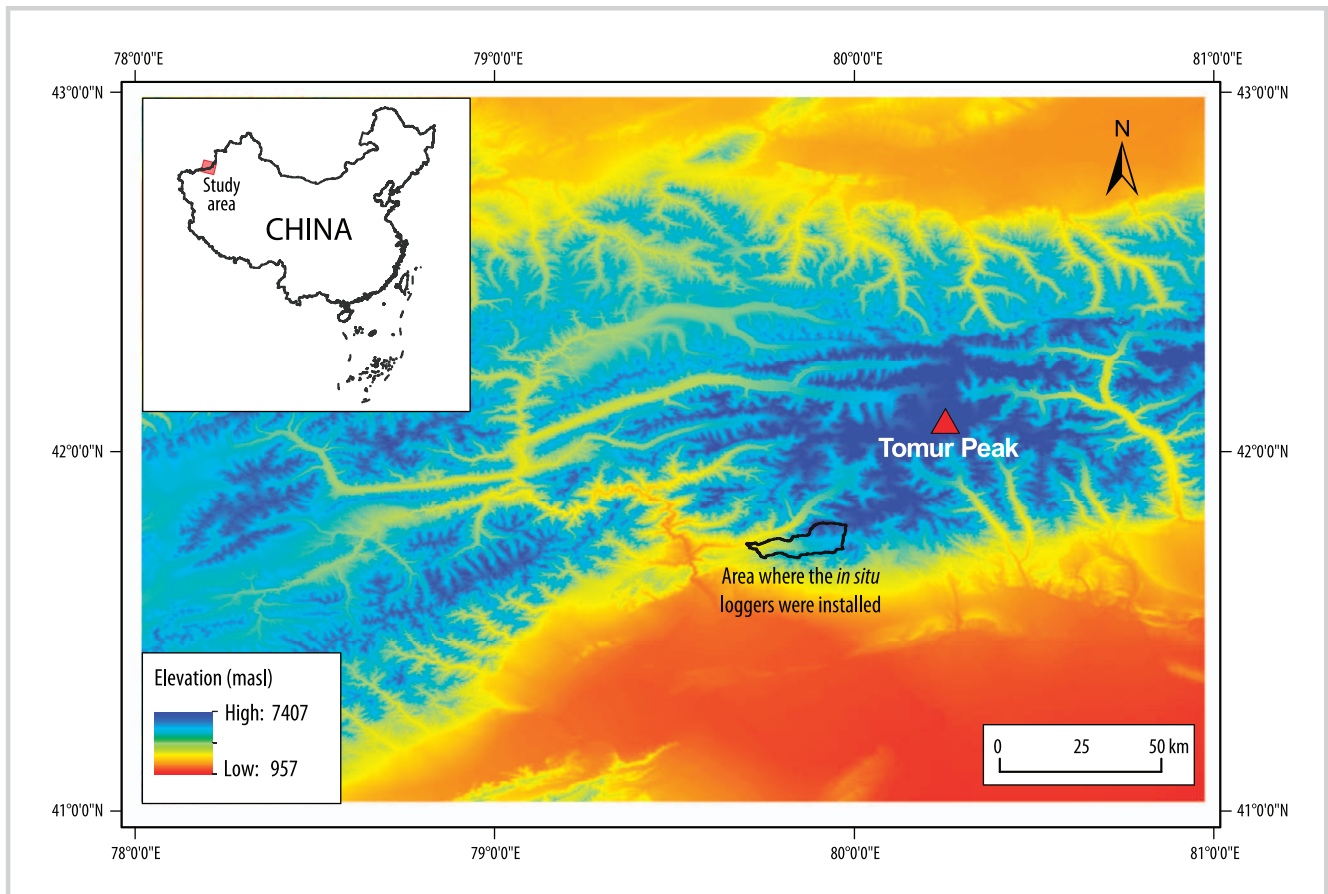 78°0'0"E
79°0'0"E
80°0'0"E
81°0'0"E
43°0'0"N
43°0'0"N
N
Study
area
CHINA
Tomur Peak
42°0'0"N
42°0'0"N
Area where the in situ
loggers were installed
Elevation (masl)
High: 7407
Low: 957
0 25 50 km
41°0'0"N
41°0'0"N
78°0'0"E
79°0'0"E
80°0'0"E
81°0'0"E